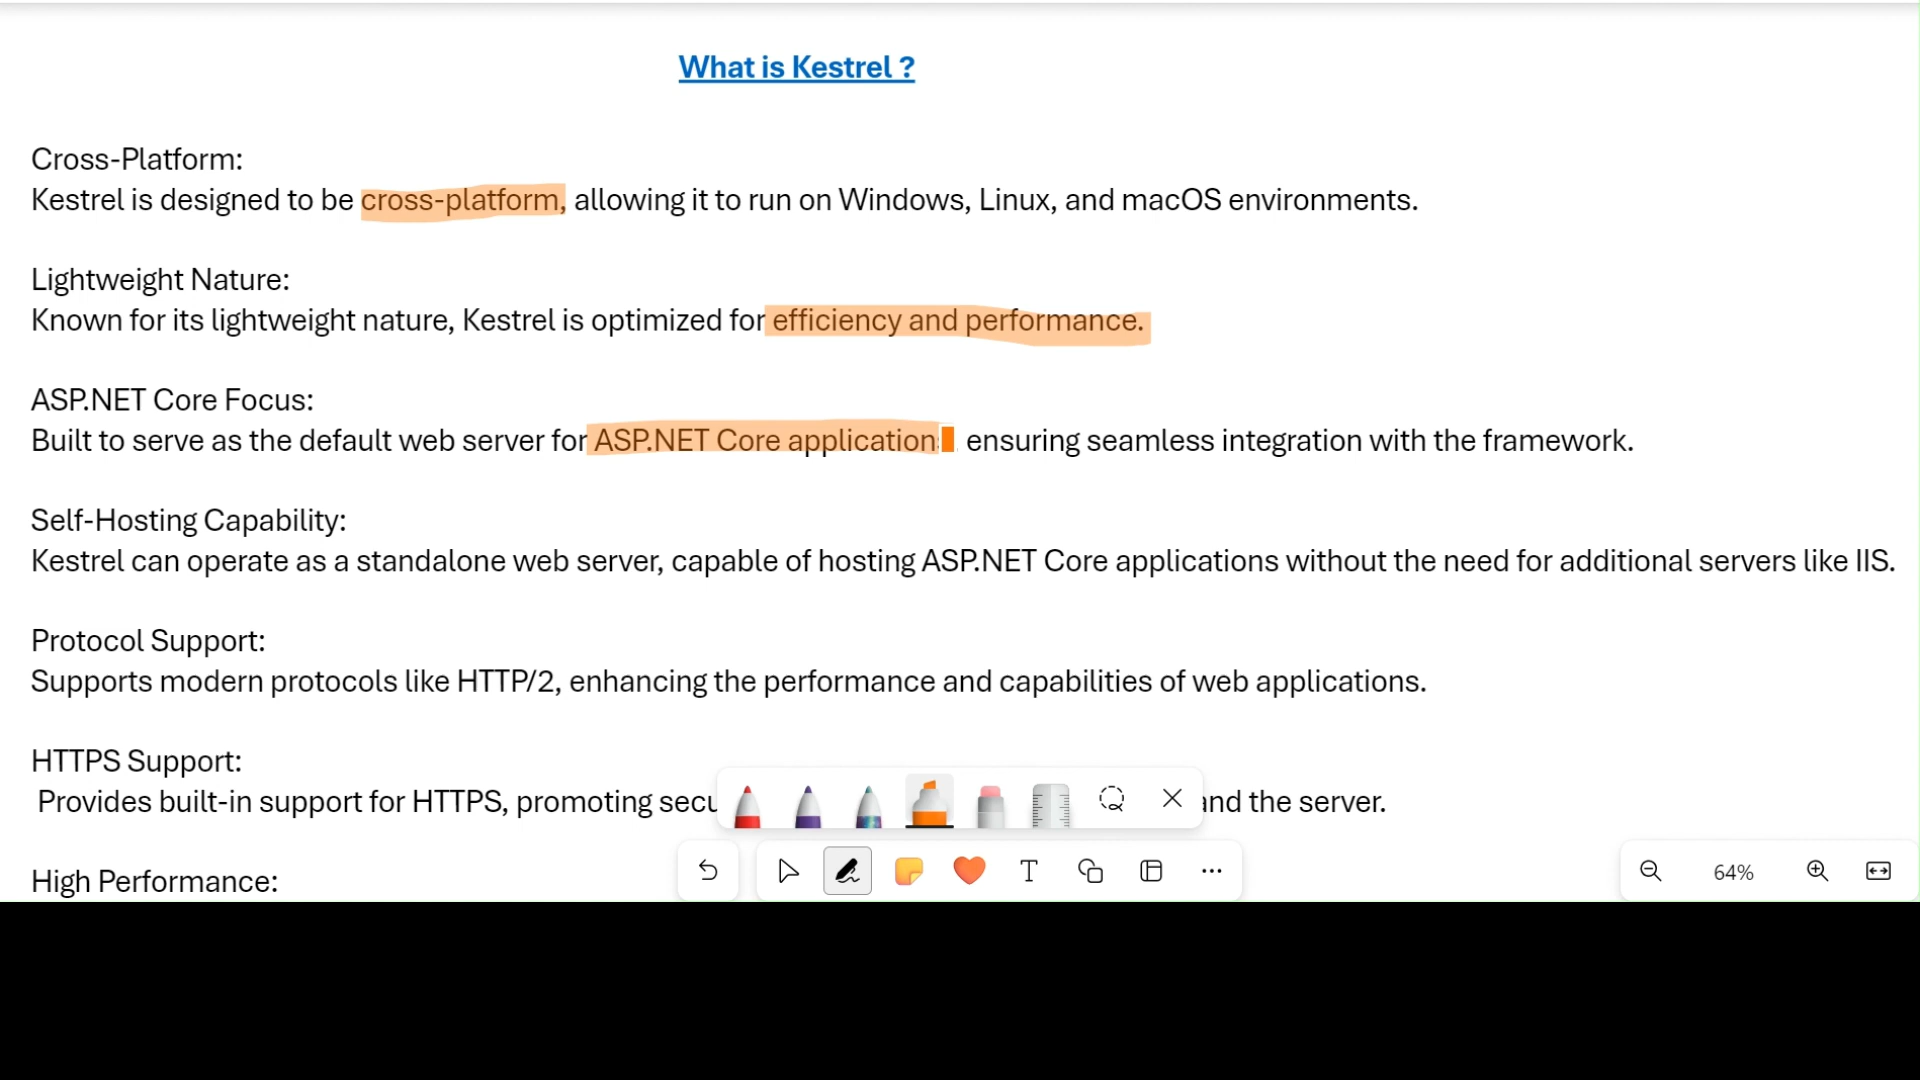 What is Kestrel ?
Cross-Platform:
Kestrel is designed to be cross-platform, allowing it to run on Windows, Linux, and macOS environments.
Lightweight Nature:
Known for its lightweight nature, Kestrel is optimized for efficiency and performance.
ASP.NET Core Focus:
Built to serve as the default web server for ASP.NET Core application ensuring seamless integration with the framework.
Self-Hosting Capability:
Kestrel can operate as a standalone web server, capable of hosting ASP.NET Core applications without the need for additional servers like IIS.
Protocol Support:
Supports modern protocols like HTTP/2, enhancing the performance and capabilities of web applications.
HTTPS Support:
Provides built-in support for HTTPS, promoting secu and the server.
High Performance:
64%